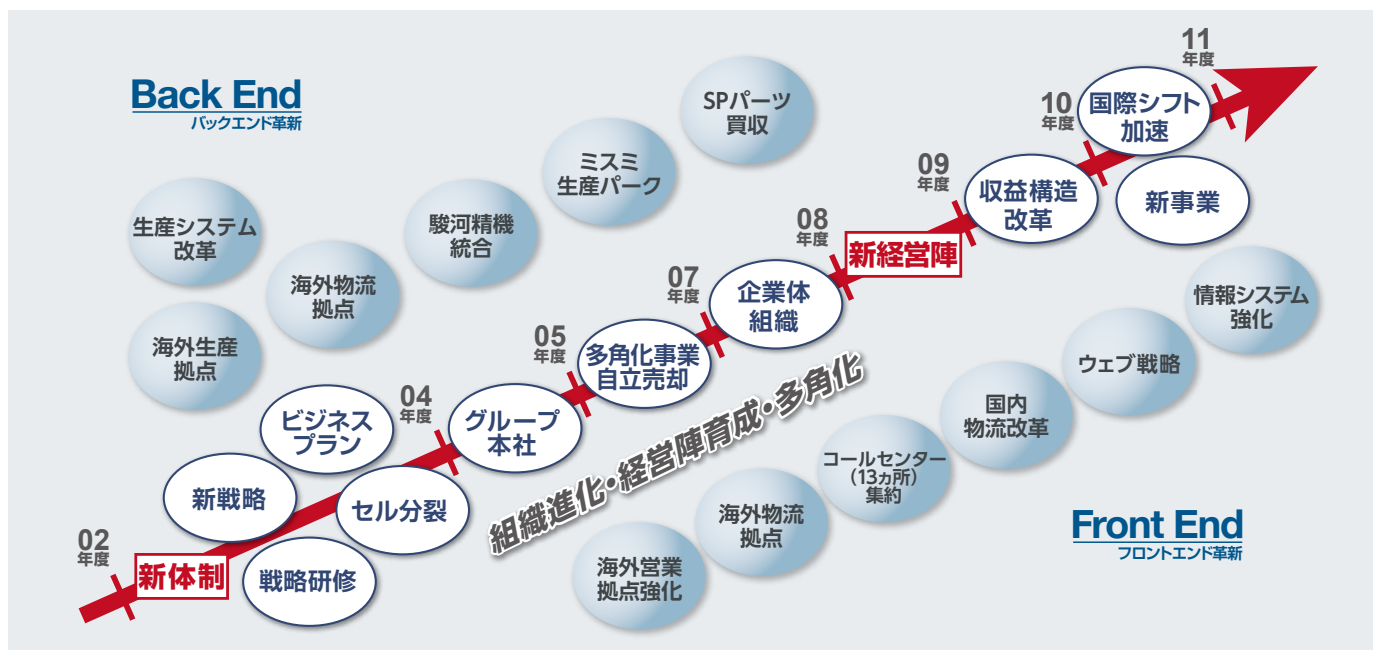 Back End
バックエンド革新
SPパーツ
買収
ミスミ
生産パーク
駿河精機
統合
生産システム
改革
海外物流
拠点
海外生産
拠点
02
年度
新体制
新戦略
戦略研修
ビジネス
プラン
セル分裂
04
年度
グループ
本社
05
年度
多角化事業
自立売却
07
年度
企業体
組織
08
年度
新経営陣
09
年度
収益構造
改革
10
年度
国際シフト
加速
新事業
11
年度
組織進化・経営陣育成・多角化
海外営業
拠点強化
海外物流
拠点
コールセンター
(13ヵ所)
集約
国内
物流改革
ウェブ戦略
情報システム
強化
Front End
フロントエンド革新